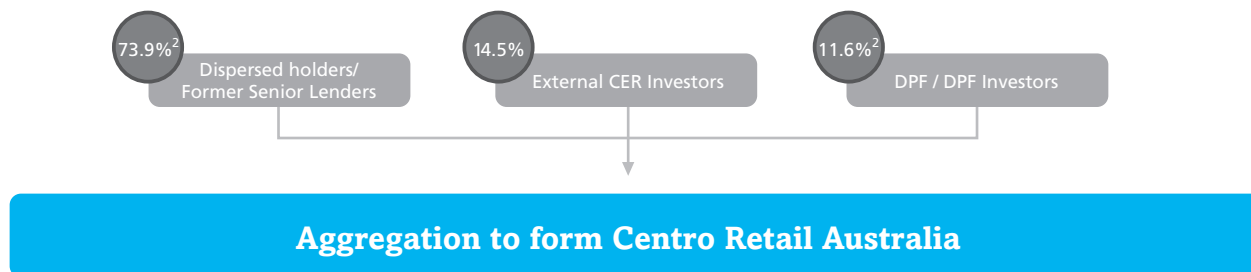 73.9%²
Dispersed holders/
Former Senior Lenders
14.5%
External CER Investors
11.6%²
DPF / DPF Investors
Aggregation to form Centro Retail Australia